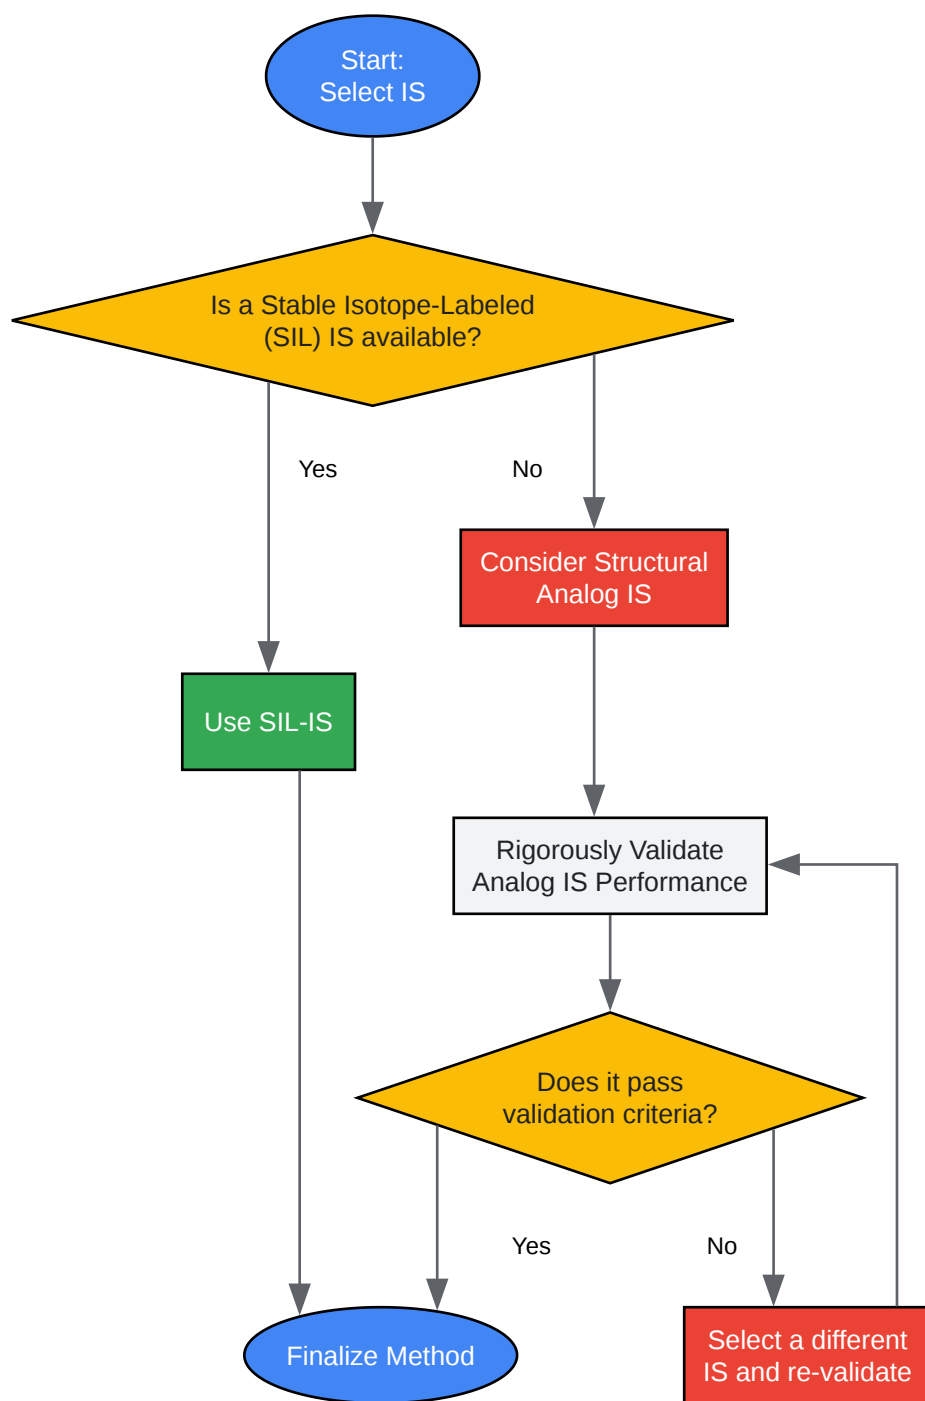 Start:
Select IS
Is a Stable Isotope-Labeled
(SIL) IS available?
Yes
No
Consider Structural
Analog IS
Use SIL-IS
Rigorously Validate
Analog IS Performance
Does it pass
validation criteria?
Yes
No
Finalize Method
Select a different
IS and re-validate